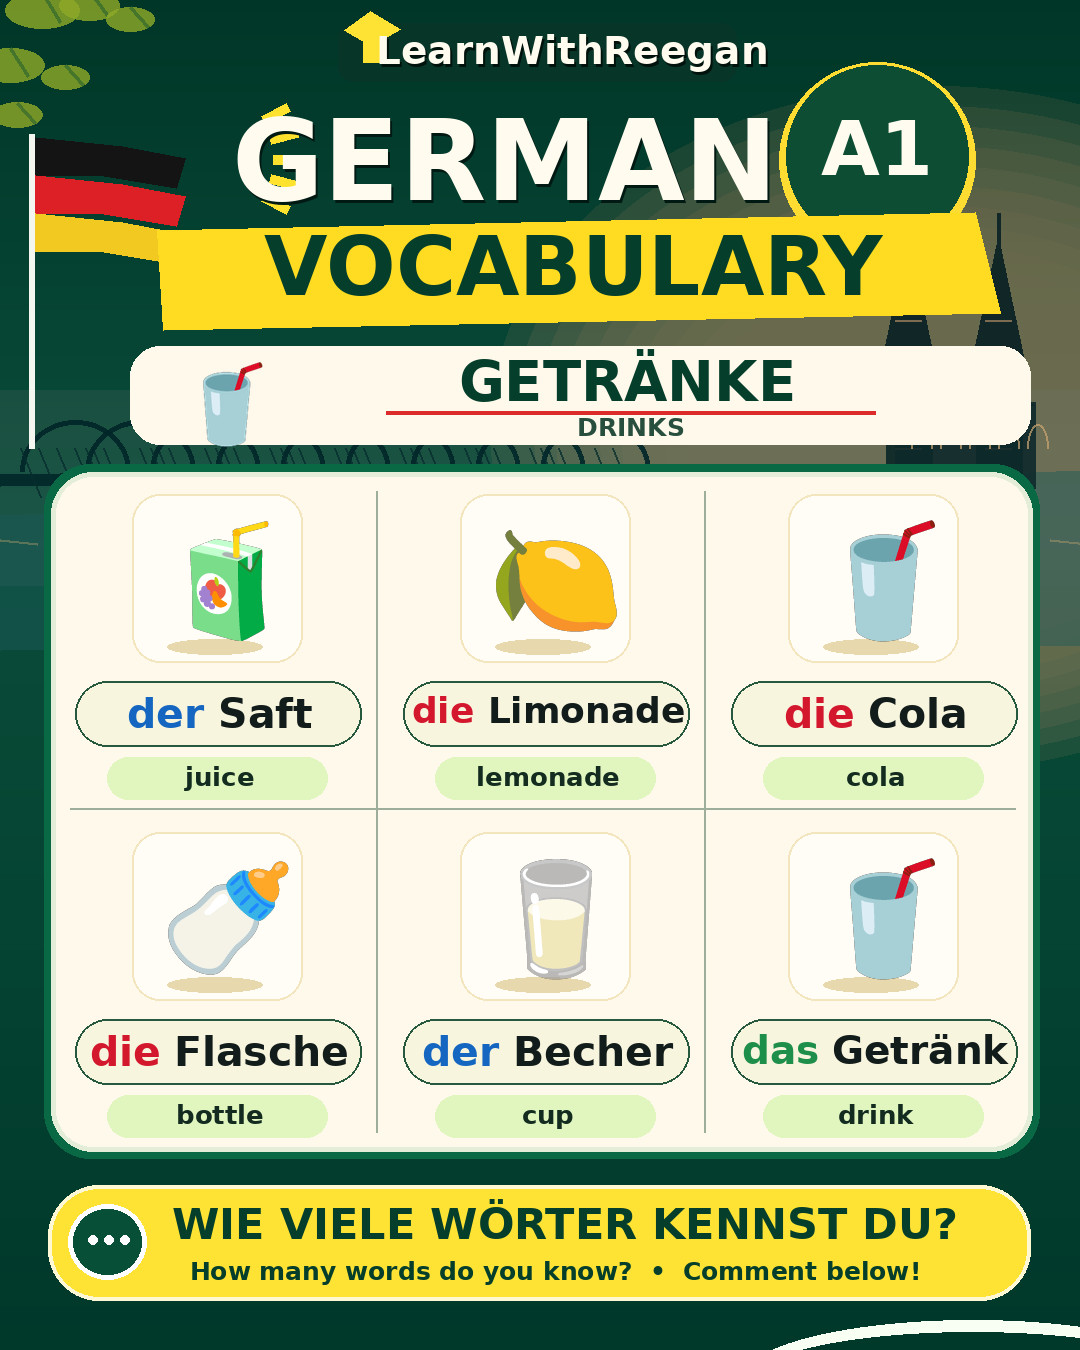 LearnWithReegan
GERMAN
A1
VOCABULARY
GETRÄNKE
DRINKS
der Saft
die Limonade
die Cola
juice
lemonade
cola
die Flasche
der Becher
das Getränk
bottle
cup
drink
WIE VIELE WÖRTER KENNST DU?
How many words do you know? • Comment below!